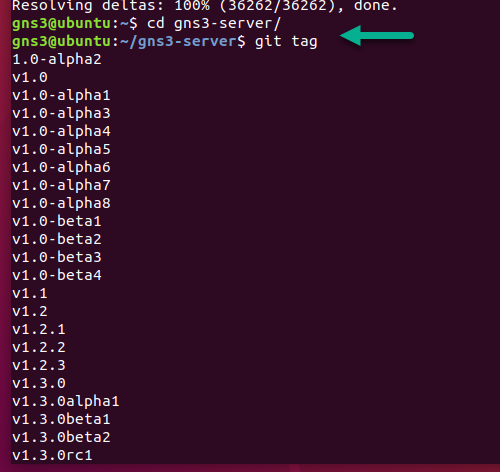 Resolving deltas: 100% (36262/36262), done.
gns3@ubuntu:~$ cd gns3-server/
gns3@ubuntu:~/gns3-server$ git tag
1.0-alpha2
v1.0
v1.0-alpha1
v1.0-alpha3
v1.0-alpha4
v1.0-alpha5
v1.0-alpha6
v1.0-alpha7
v1.0-alpha8
v1.0-beta1
v1.0-beta2
v1.0-beta3
v1.0-beta4
v1.1
v1.2
v1.2.1
v1.2.2
v1.2.3
v1.3.0
v1.3.0alpha1
v1.3.0beta1
v1.3.0beta2
v1.3.0rc1